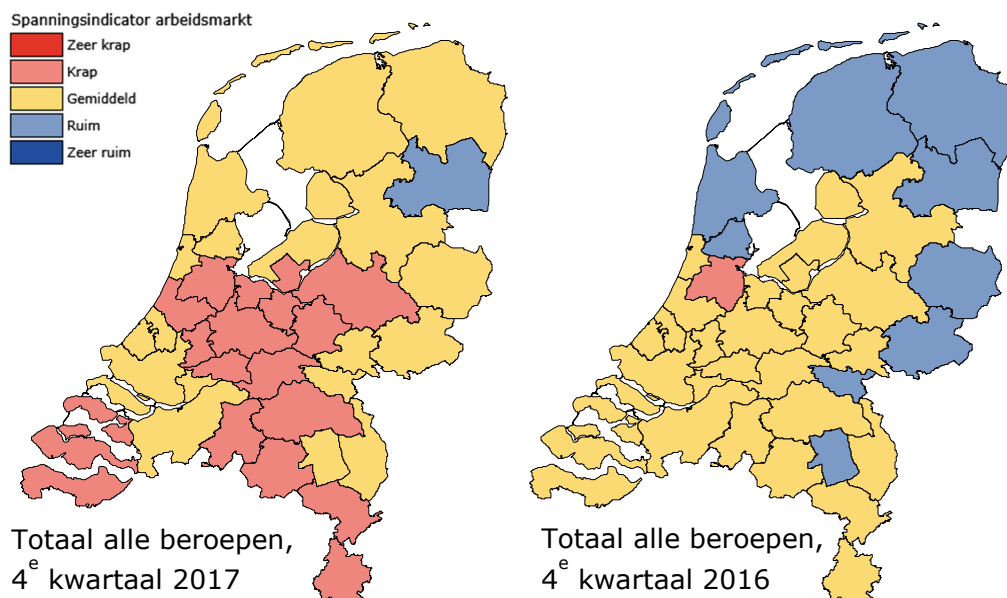 Spanningsindicator arbeidsmarkt
Zeer krap
Krap
Gemiddeld
Ruim
Zeer ruim
Totaal alle beroepen,
4e kwartaal 2017
Totaal alle beroepen,
4e kwartaal 2016